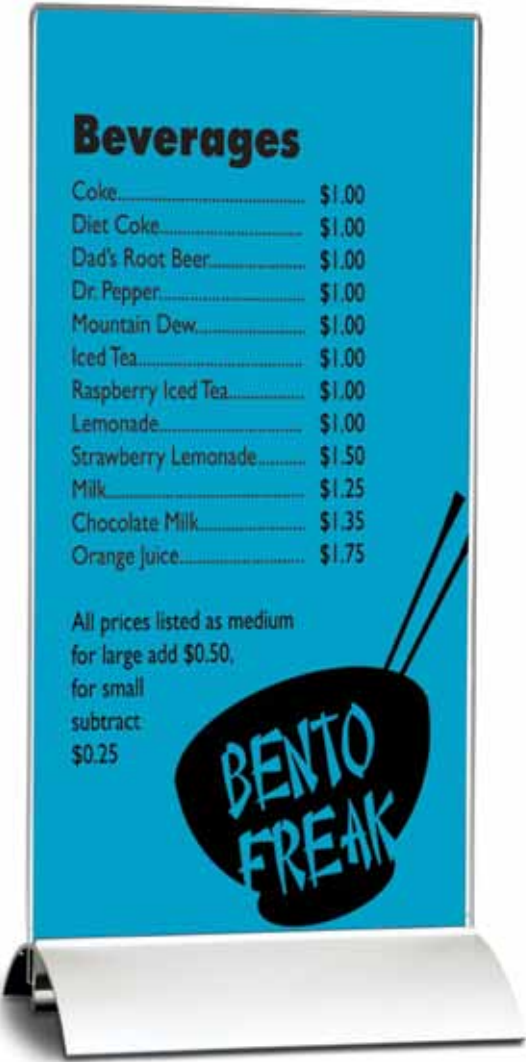 Beverages
Coke............................ $1.00
Diet Coke...................... $1.00
Dad's Root Beer.............. $1.00
Dr. Pepper..................... $1.00
Mountain Dew................ $1.00
Iced Tea........................ $1.00
Raspberry Iced Tea........... $1.00
Lemonade..................... $1.00
Strawberry Lemonade....... $1.50
Milk............................. $1.25
Chocolate Milk................ $1.35
Orange Juice................... $1.75
All prices listed as medium
for large add $0.50,
for small
subtract
$0.25
BENTO
FREAK